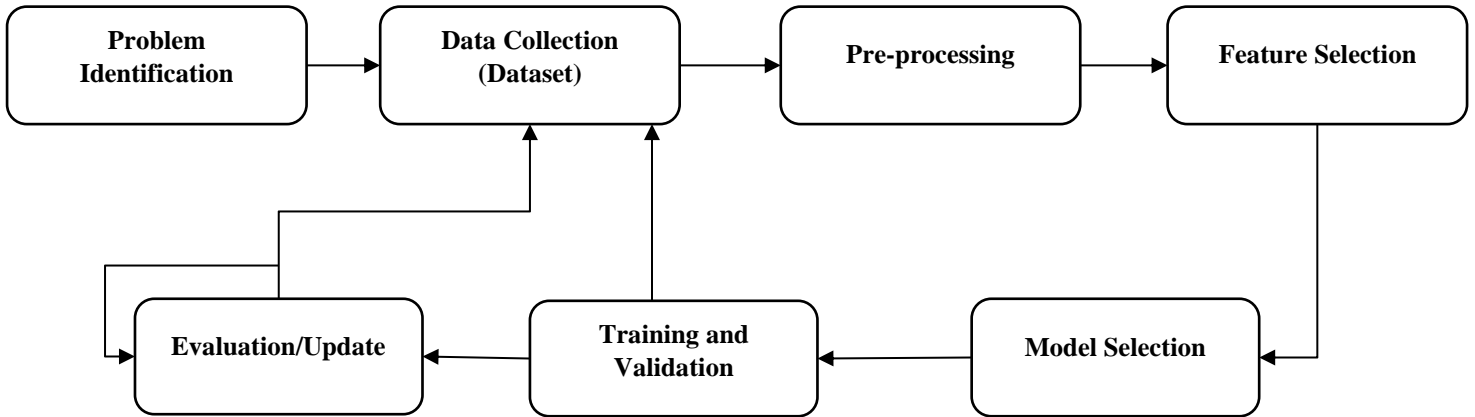 Problem
Identification
Data Collection
(Dataset)
Pre-processing
Feature Selection
Model Selection
Training and
Validation
Evaluation/Update